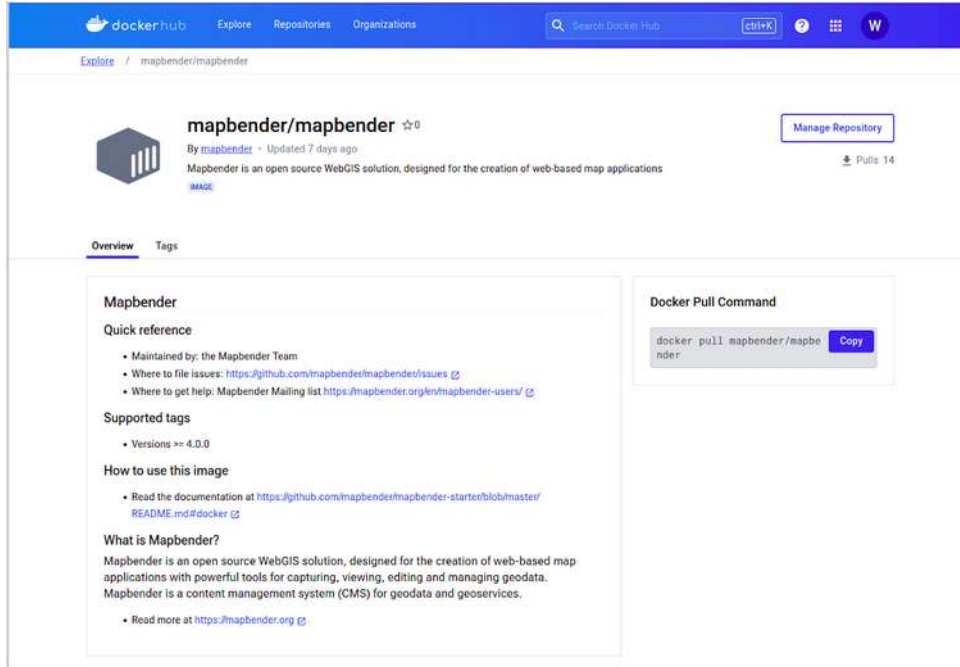 dockerhub Explore Repositories Organizations Search Docker Hub ctrl+K ? W
Explore / mapbender/mapbender
mapbender/mapbender ☆0
Manage Repository
By mapbender • Updated 7 days ago
Pulls 14
Mapbender is an open source WebGIS solution, designed for the creation of web-based map applications
IMAGE
Overview Tags
Mapbender
Quick reference
• Maintained by: the Mapbender Team
• Where to file issues: https://github.com/mapbender/mapbender/issues
• Where to get help: Mapbender Mailing list https://mapbender.org/en/mapbender-users/
Supported tags
• Versions >= 4.0.0
How to use this image
• Read the documentation at https://github.com/mapbender/mapbender-starter/blob/master/
README.md#docker
What is Mapbender?
Mapbender is an open source WebGIS solution, designed for the creation of web-based map
applications with powerful tools for capturing, viewing, editing and managing geodata.
Mapbender is a content management system (CMS) for geodata and geoservices.
• Read more at https://mapbender.org
Docker Pull Command
docker pull mapbender/mapbe
nder
Copy